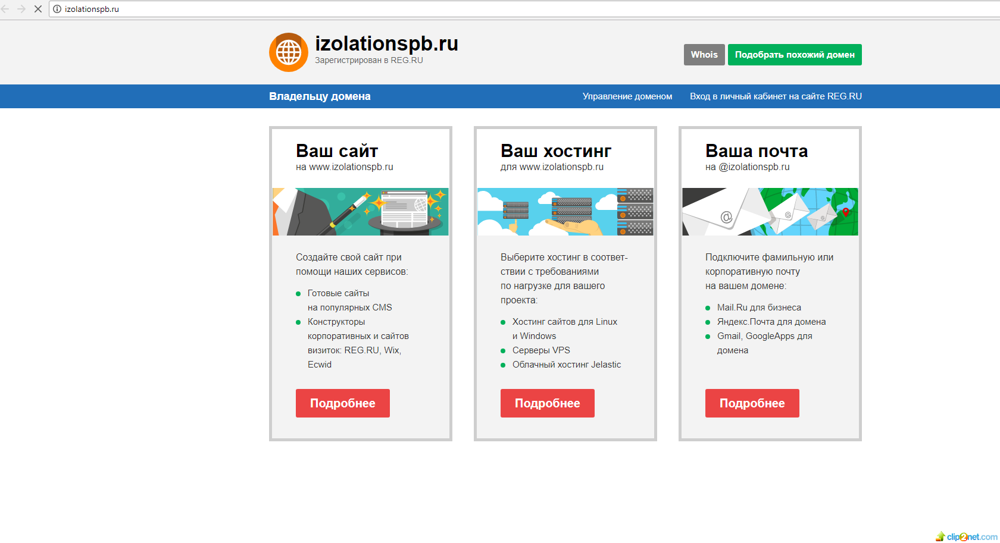 izolationspb.ru
izolationspb.ru
Зарегистрирован в REG.RU
Whois
Подобрать похожий домен
Владельцу домена
Управление доменом
Вход в личный кабинет на сайте REG.RU
Ваш сайт
на www.izolationspb.ru
Создайте свой сайт при
помощи наших сервисов:
Готовые сайты
на популярных CMS
Конструкторы
корпоративных и сайтов
визиток: REG.RU, Wix,
Ecwid
Подробнее
Ваш хостинг
для www.izolationspb.ru
Выберите хостинг в соответ-
ствии с требованиями
по нагрузке для вашего
проекта:
Хостинг сайтов для Linux
и Windows
Серверы VPS
Облачный хостинг Jelastic
Подробнее
Ваша почта
на @izolationspb.ru
@
@
@
Подключите фамильную или
корпоративную почту
на вашем домене:
Mail.Ru для бизнеса
Яндекс.Почта для домена
Gmail, GoogleApps для
домена
Подробнее
clip2net.com